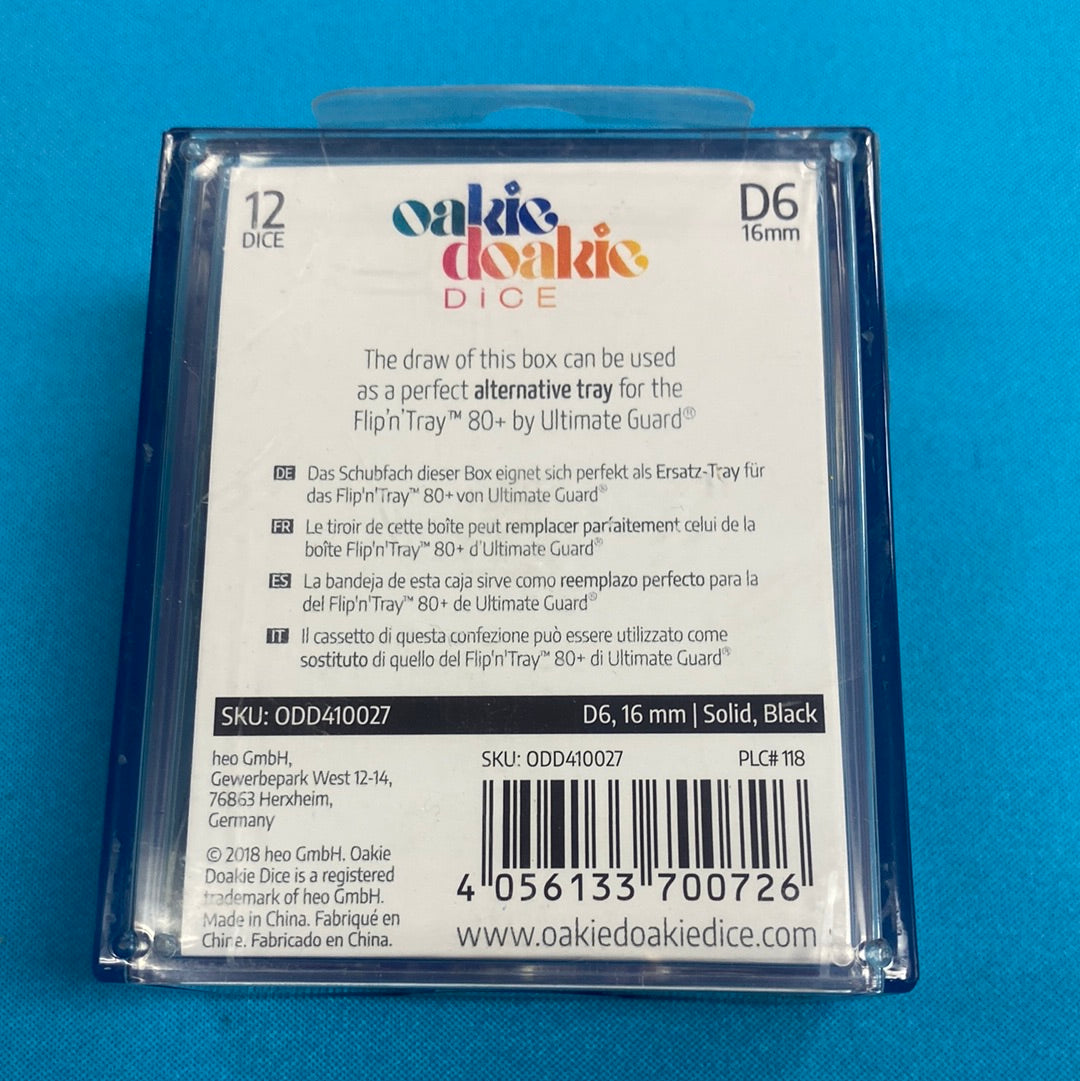 12
DICE
oakie
doakie
DiCE
D6
16mm
The draw of this box can be used
as a perfect alternative tray for the
Flip'n'Tray™ 80+ by Ultimate Guard®
DE Das Schubfach dieser Box eignet sich perfekt als Ersatz-Tray für
das Flip'n'Tray™ 80+ von Ultimate Guard®
FR Le tiroir de cette boîte peut remplacer parfaitement celui de la
boîte Flip'n'Tray™ 80+ d'Ultimate Guard®
ES La bandeja de esta caja sirve como reemplazo perfecto para la
del Flip'n'Tray™ 80+ de Ultimate Guard®
IT Il cassetto di questa confezione può essere utilizzato come
sostituto di quello del Flip'n'Tray™ 80+ di Ultimate Guard®
SKU: ODD410027 D6, 16 mm | Solid, Black
heo GmbH,
Gewerbepark West 12-14,
76863 Herxheim,
Germany
© 2018 heo GmbH. Oakie
Doakie Dice is a registered
trademark of heo GmbH.
Made in China. Fabriqué en
Chine. Fabricado en China.
SKU: ODD410027 PLC# 118
4 056133 700726
www.oakiedoakiedice.com